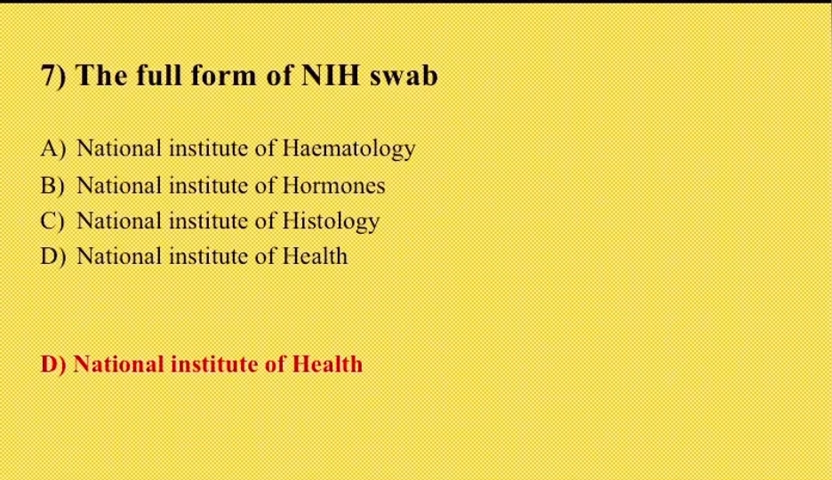 7) The full form of NIH swab
A) National institute of Haematology
B) National institute of Hormones
C) National institute of Histology
D) National institute of Health
D) National institute of Health